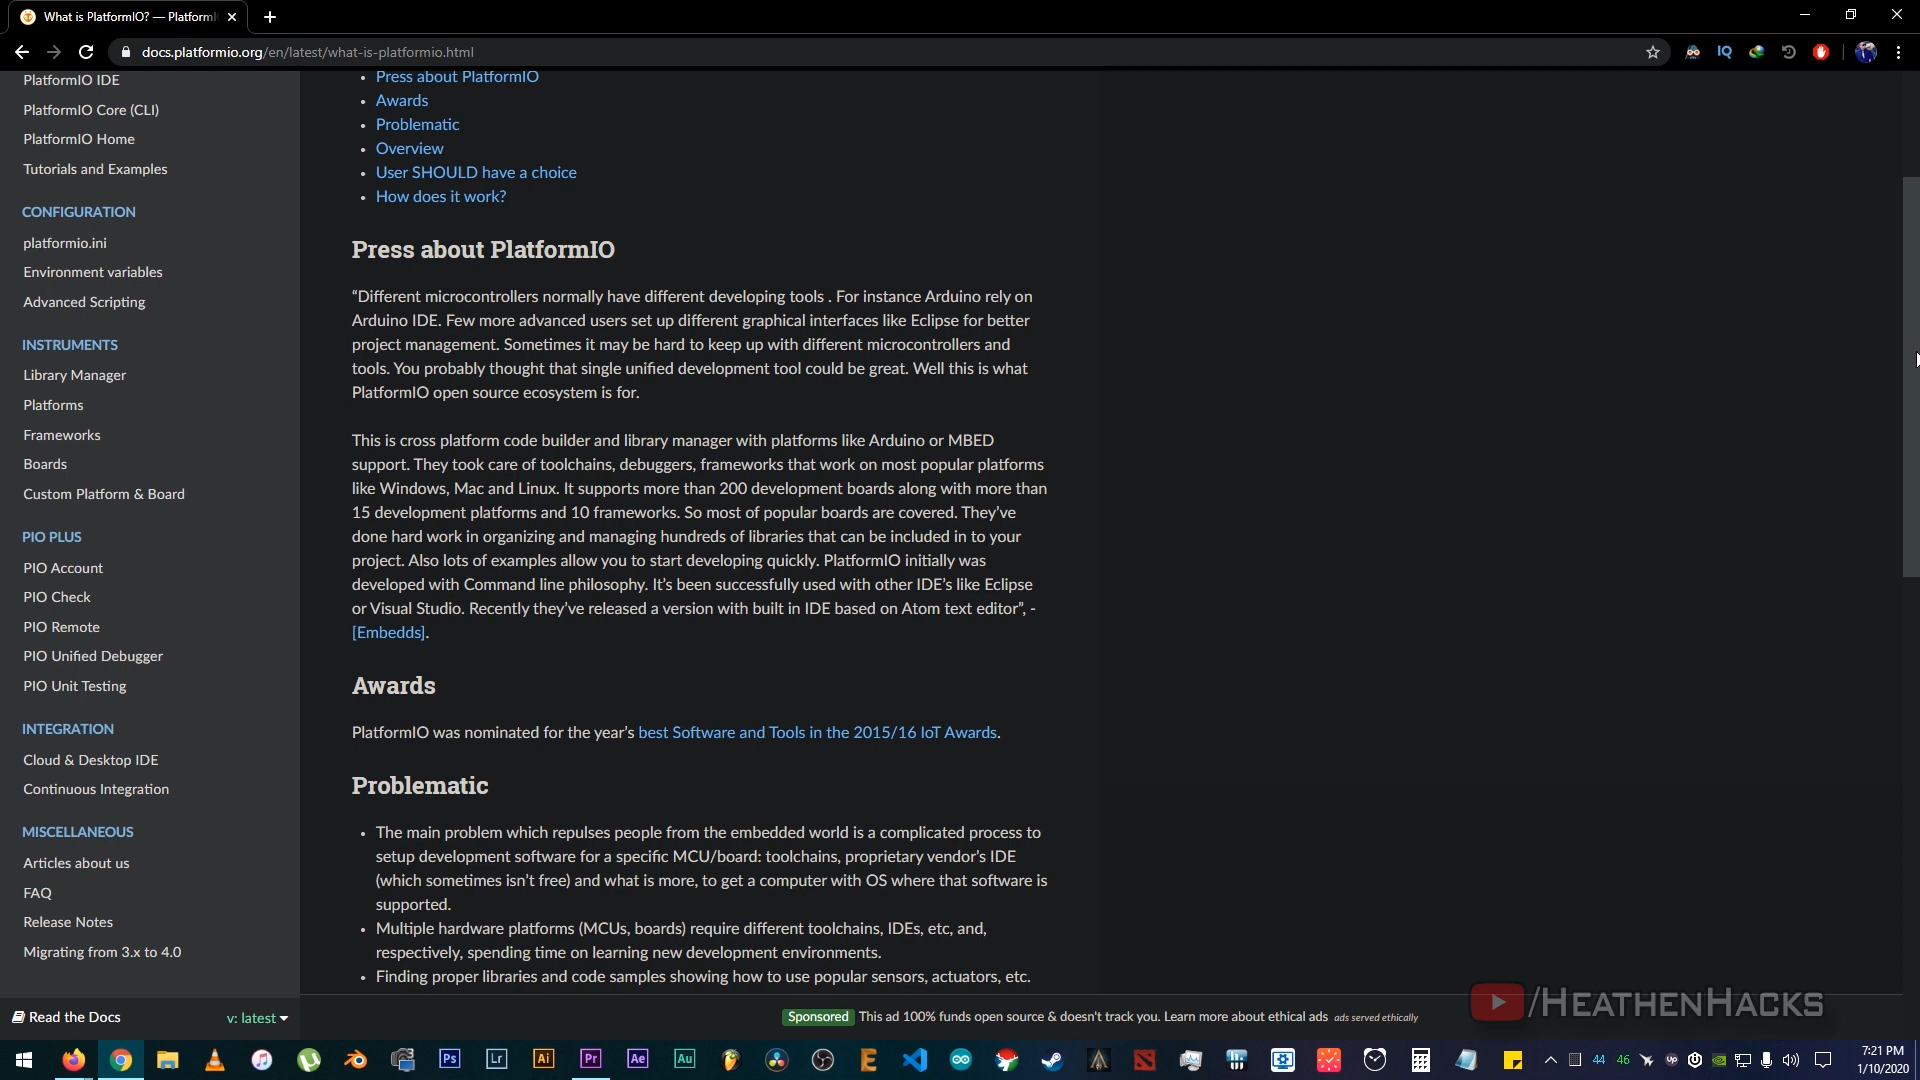 What is PlatformIO? — Platform
docs.platformio.org/en/latest/what-is-platformio.html
IQ
PlatformIO IDE
PlatformIO Core (CLI)
PlatformIO Home
Tutorials and Examples
CONFIGURATION
platformio.ini
Environment variables
Advanced Scripting
INSTRUMENTS
Library Manager
Platforms
Frameworks
Boards
Custom Platform & Board
PIO PLUS
PIO Account
PIO Check
PIO Remote
PIO Unified Debugger
PIO Unit Testing
INTEGRATION
Cloud & Desktop IDE
Continuous Integration
MISCELLANEOUS
Articles about us
FAQ
Release Notes
Migrating from 3.x to 4.0
Read the Docs
v: latest
Press about PlatformIO
Awards
Problematic
Overview
User SHOULD have a choice
How does it work?
Press about PlatformIO
“Different microcontrollers normally have different developing tools . For instance Arduino rely on
Arduino IDE. Few more advanced users set up different graphical interfaces like Eclipse for better
project management. Sometimes it may be hard to keep up with different microcontrollers and
tools. You probably thought that single unified development tool could be great. Well this is what
PlatformIO open source ecosystem is for.
This is cross platform code builder and library manager with platforms like Arduino or MBED
support. They took care of toolchains, debuggers, frameworks that work on most popular platforms
like Windows, Mac and Linux. It supports more than 200 development boards along with more than
15 development platforms and 10 frameworks. So most of popular boards are covered. They’ve
done hard work in organizing and managing hundreds of libraries that can be included in to your
project. Also lots of examples allow you to start developing quickly. PlatformIO initially was
developed with Command line philosophy. It’s been successfully used with other IDE’s like Eclipse
or Visual Studio. Recently they’ve released a version with built in IDE based on Atom text editor”, -
[Embedds].
Awards
PlatformIO was nominated for the year’s best Software and Tools in the 2015/16 IoT Awards.
Problematic
The main problem which repulses people from the embedded world is a complicated process to
setup development software for a specific MCU/board: toolchains, proprietary vendor’s IDE
(which sometimes isn’t free) and what is more, to get a computer with OS where that software is
supported.
Multiple hardware platforms (MCUs, boards) require different toolchains, IDEs, etc, and,
respectively, spending time on learning new development environments.
Finding proper libraries and code samples showing how to use popular sensors, actuators, etc.
Sponsored This ad 100% funds open source & doesn't track you. Learn more about ethical ads ads served ethically
/HEATHENHACKS
Ps Lr Ai Pr Ae Au
44 46
7:21 PM
1/10/2020